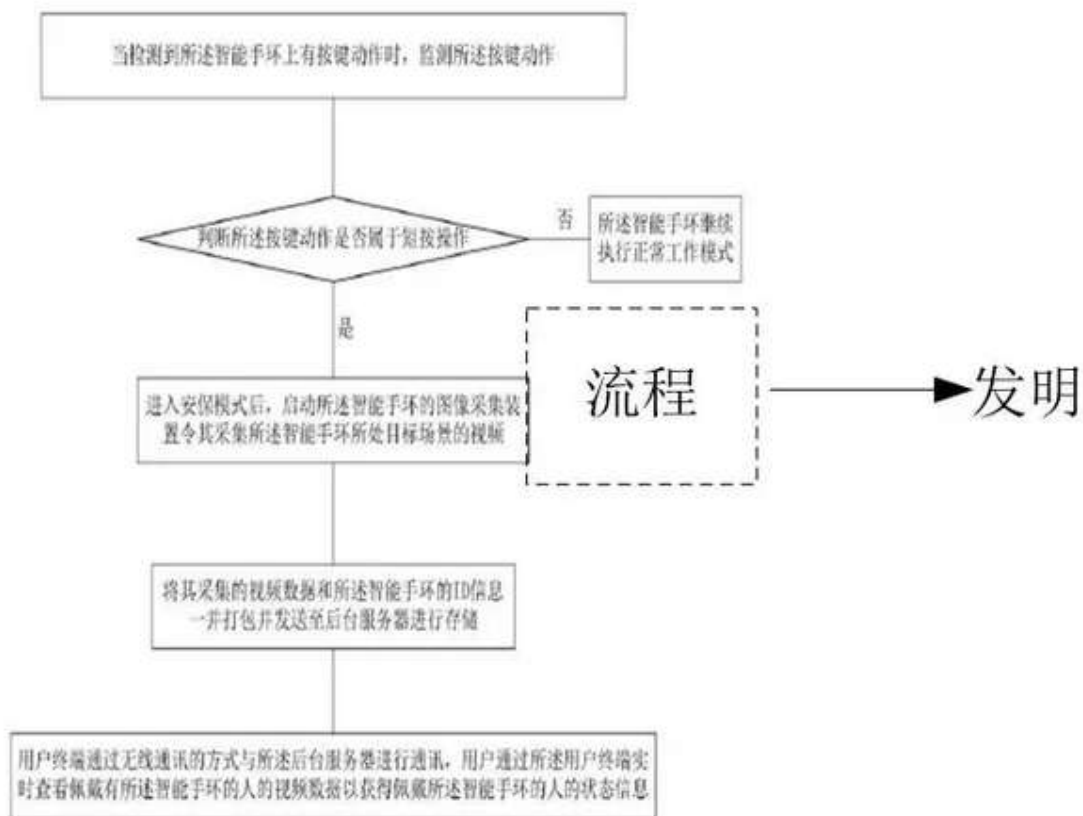 当检测到所述智能手环上有按键动作时，监测所述按键动作
判断所述按键动作是否属于短按操作
否
所述智能手环继续
执行正常工作模式
是
进入安保模式后，启动所述智能手环的图像采集装
置令其采集所述智能手环所处目标场景的视频
流程
发明
将其采集的视频数据和所述智能手环的ID信息
一并打包并发送至后台服务器进行存储
用户终端通过无线通讯的方式与所述后台服务器进行通讯，用户通过所述用户终端实
时查看佩戴有所述智能手环的人的视频数据以获得佩戴所述智能手环的人的状态信息